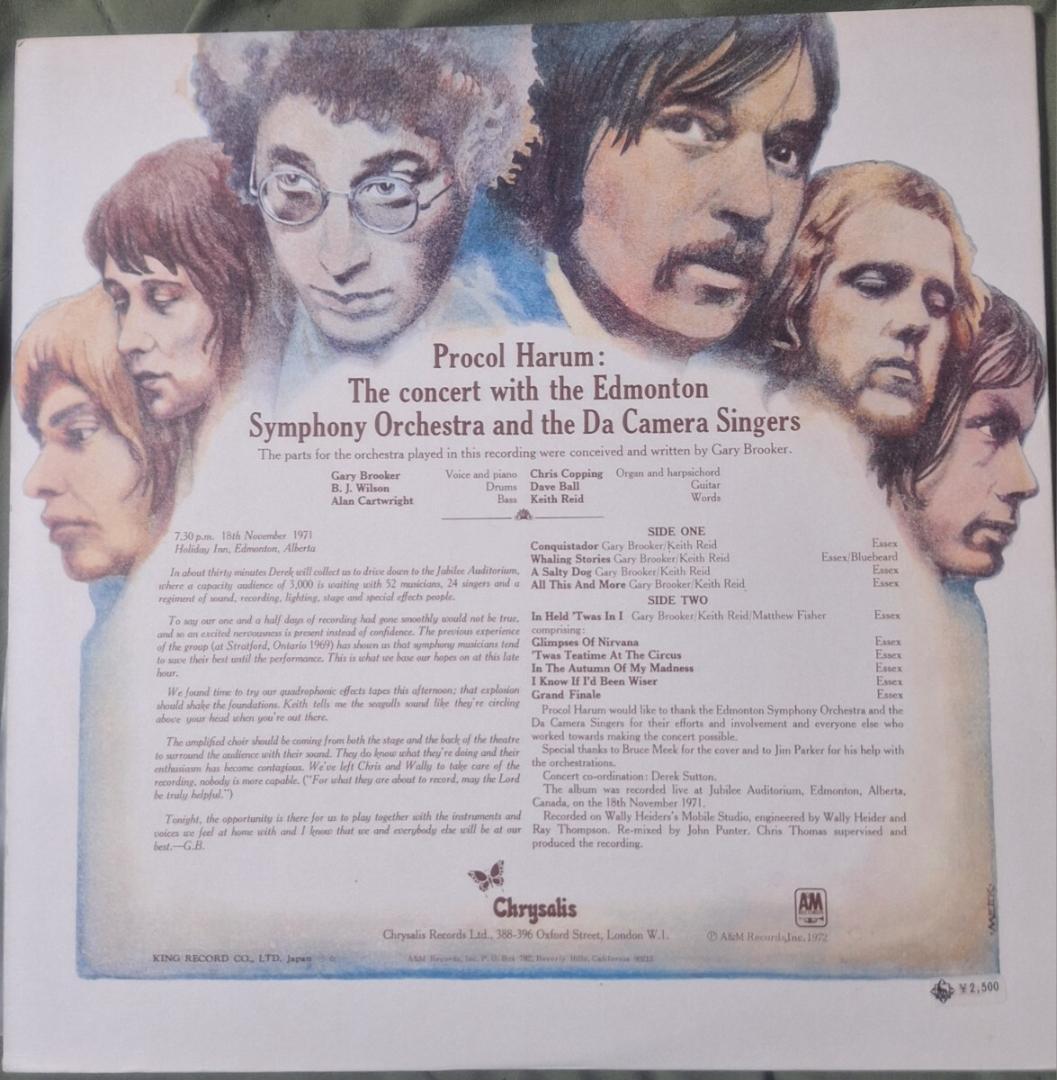 Procol Harum:
The concert with the Edmonton
Symphony Orchestra and the Da Camera Singers
The parts for the orchestra played in this recording were conceived and written by Gary Brooker.
Gary Brooker Voice and piano Chris Copping Organ and harpsichord
B. J. Wilson Drums Dave Ball Guitar
Alan Cartwright Bass Keith Reid Words
7.30 p.m. 18th November 1971
Holiday Inn, Edmonton, Alberta
In about thirty minutes Derek will collect us to drive down to the Jubilee Auditorium,
where a capacity audience of 3,000 is waiting with 52 musicians, 24 singers and a
regiment of sound, recording, lighting, stage and special effects people.
To say our one and a half days of recording had gone smoothly would not be true,
and so an excited nervousness is present instead of confidence. The previous experience
of the group (at Stratford, Ontario 1969) has shown us that symphony musicians tend
to save their best until the performance. This is what we base our hopes on at this late
hour.
We found time to try our quadrophonic effects tapes this afternoon; that explosion
should shake the foundations. Keith tells me the seagulls sound like they're circling
above your head when you're out there.
The amplified choir should be coming from both the stage and the back of the theatre
to surround the audience with their sound. They do know what they're doing and their
enthusiasm has become contagious. We've left Chris and Wally to take care of the
recording, nobody is more capable. ("For what they are about to record, may the Lord
be truly helpful.")
Tonight, the opportunity is there for us to play together with the instruments and
voices we feel at home with and I know that we and everybody else will be at our
best.—G.B.
SIDE ONE
Conquistador Gary Brooker/Keith Reid Essex
Whaling Stories Gary Brooker/Keith Reid Essex/Bluebeard
A Salty Dog Gary Brooker/Keith Reid Essex
All This And More Gary Brooker/Keith Reid Essex
SIDE TWO
In Held 'Twas In I Gary Brooker/Keith Reid/Matthew Fisher Essex
comprising:
Glimpses Of Nirvana Essex
'Twas Teatime At The Circus Essex
In The Autumn Of My Madness Essex
I Know If I'd Been Wiser Essex
Grand Finale Essex
Procol Harum would like to thank the Edmonton Symphony Orchestra and the
Da Camera Singers for their efforts and involvement and everyone else who
worked towards making the concert possible.
Special thanks to Bruce Meek for the cover and to Jim Parker for his help with
the orchestrations.
Concert co-ordination: Derek Sutton.
The album was recorded live at Jubilee Auditorium, Edmonton, Alberta,
Canada, on the 18th November 1971.
Recorded on Wally Heider's Mobile Studio, engineered by Wally Heider and
Ray Thompson. Re-mixed by John Punter. Chris Thomas supervised and
produced the recording.
Chrysalis
A&M
Chrysalis Records Ltd., 388-396 Oxford Street, London W.1.
℗ A&M Records, Inc. 1972
KING RECORD CO., LTD. Japan
A&M Records, Inc. P. O. Box 782, Beverly Hills, California 90213
MEEK
¥2,500